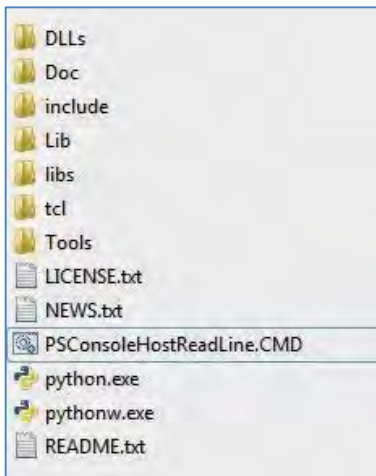 DLLs
Doc
include
Lib
libs
tcl
Tools
LICENSE.txt
NEWS.txt
PSConsoleHostReadLine.CMD
python.exe
pythonw.exe
README.txt